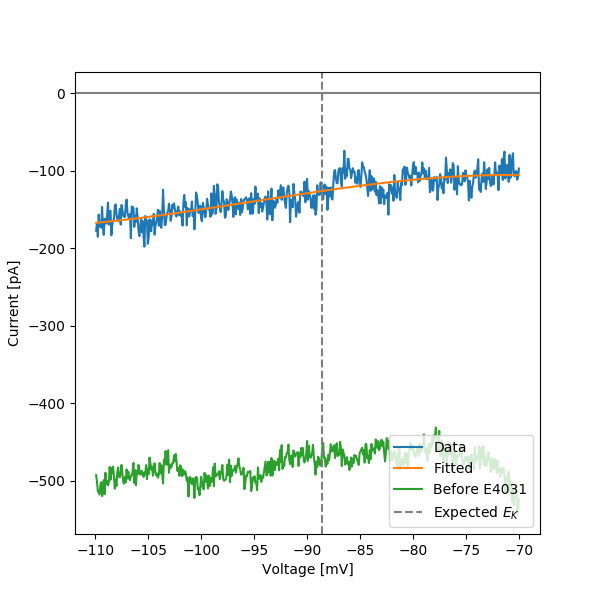 0
−100
−200
−300
−400
−500
Current [pA]
−110
−105
−100
−95
−90
−85
−80
−75
−70
Voltage [mV]
Data
Fitted
Before E4031
Expected E_K